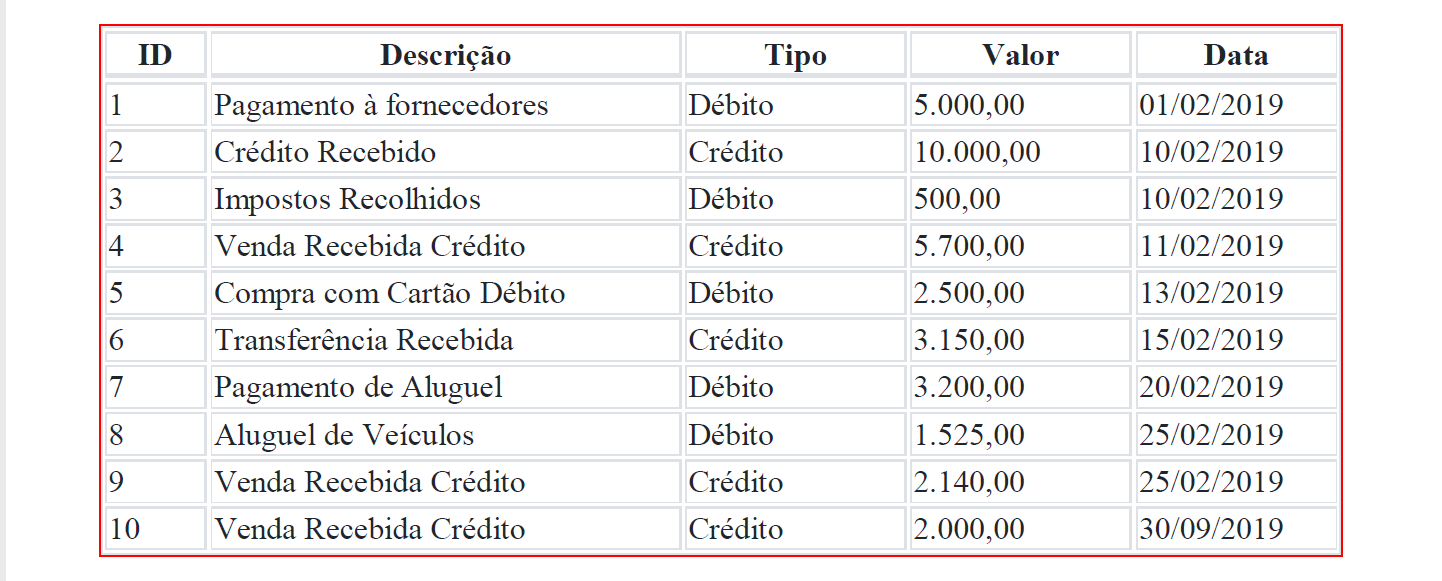 ID Descrição Tipo Valor Data
1 Pagamento à fornecedores Débito 5.000,00 01/02/2019
2 Crédito Recebido Crédito 10.000,00 10/02/2019
3 Impostos Recolhidos Débito 500,00 10/02/2019
4 Venda Recebida Crédito Crédito 5.700,00 11/02/2019
5 Compra com Cartão Débito Débito 2.500,00 13/02/2019
6 Transferência Recebida Crédito 3.150,00 15/02/2019
7 Pagamento de Aluguel Débito 3.200,00 20/02/2019
8 Aluguel de Veículos Débito 1.525,00 25/02/2019
9 Venda Recebida Crédito Crédito 2.140,00 25/02/2019
10 Venda Recebida Crédito Crédito 2.000,00 30/09/2019